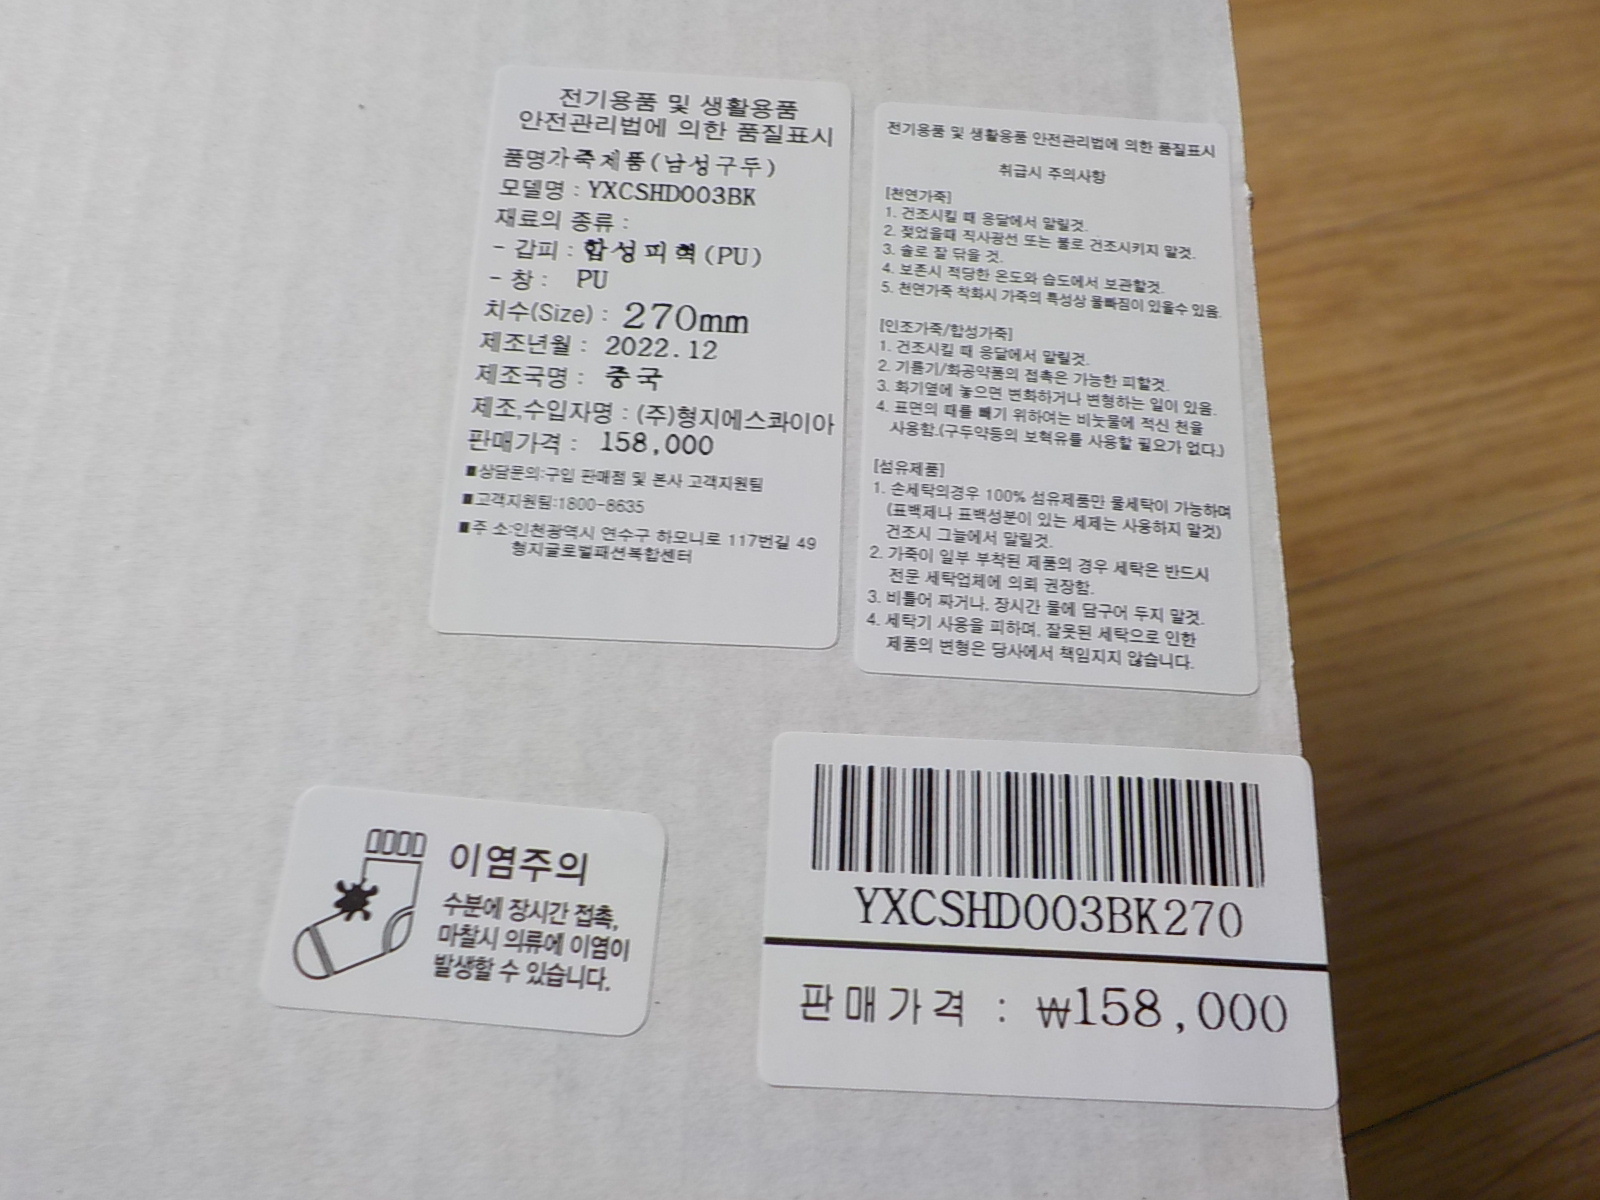 전기용품 및 생활용품
안전관리법에 의한 품질표시
품명가죽제품(남성구두)
모델명 : YXCSHD003BK
재료의 종류 :
- 갑피 : 합성피혁(PU)
- 창 : PU
치수(Size) : 270mm
제조년월 : 2022.12
제조국명 : 중국
제조,수입자명 : (주)형지에스콰이아
판매가격 : 158,000
■상담문의:구입 판매점 및 본사 고객지원팀
■고객지원팀:1800-8635
■주 소:인천광역시 연수구 하모니로 117번길 49
형지글로벌패션복합센터
전기용품 및 생활용품 안전관리법에 의한 품질표시
취급시 주의사항
[천연가죽]
1. 건조시킬 때 응달에서 말릴것.
2. 젖었을때 직사광선 또는 불로 건조시키지 말것.
3. 솔로 잘 닦을 것.
4. 보존시 적당한 온도와 습도에서 보관할것.
5. 천연가죽 착화시 가죽의 특성상 물빠짐이 있을수 있음.
[인조가죽/합성가죽]
1. 건조시킬 때 응달에서 말릴것.
2. 기름기/화공약품의 접촉은 가능한 피할것.
3. 화기옆에 놓으면 변화하거나 변형하는 일이 있음.
4. 표면의 때를 빼기 위하여는 비눗물에 적신 천을
사용함.(구두약등의 보혁유를 사용할 필요가 없다.)
[섬유제품]
1. 손세탁의경우 100% 섬유제품만 물세탁이 가능하며
(표백제나 표백성분이 있는 세제는 사용하지 말것)
건조시 그늘에서 말릴것.
2. 가죽이 일부 부착된 제품의 경우 세탁은 반드시
전문 세탁업체에 의뢰 권장함.
3. 비틀어 짜거나, 장시간 물에 담구어 두지 말것.
4. 세탁기 사용을 피하며, 잘못된 세탁으로 인한
제품의 변형은 당사에서 책임지지 않습니다.
이염주의
수분에 장시간 접촉,
마찰시 의류에 이염이
발생할 수 있습니다.
YXCSHD003BK270
판매가격 : ₩158,000